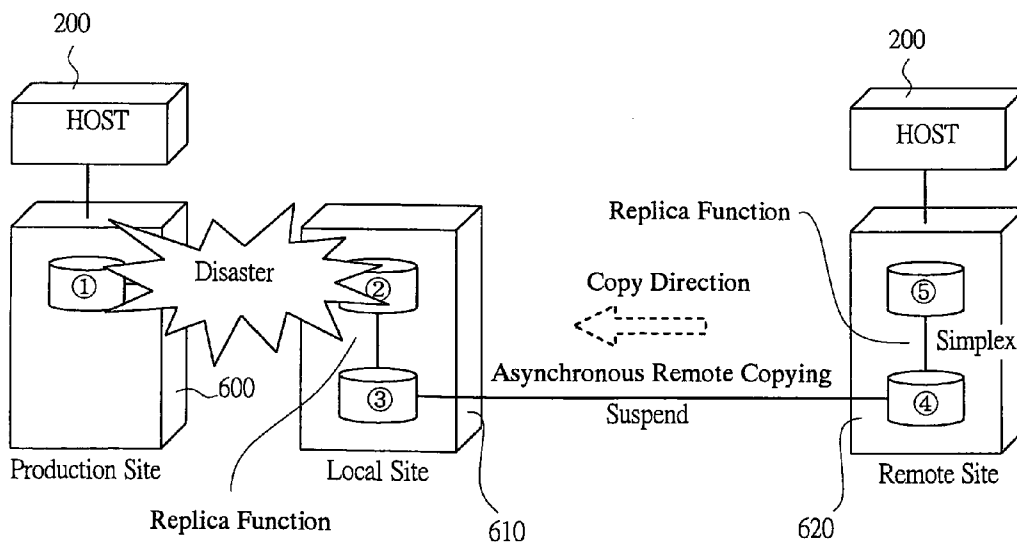 200
200
HOST
HOST
Replica Function
Disaster
①
②
⑤
Copy Direction
Simplex
600
Asynchronous Remote Copying
③
④
Suspend
Production Site
Local Site
Remote Site
Replica Function
610
620